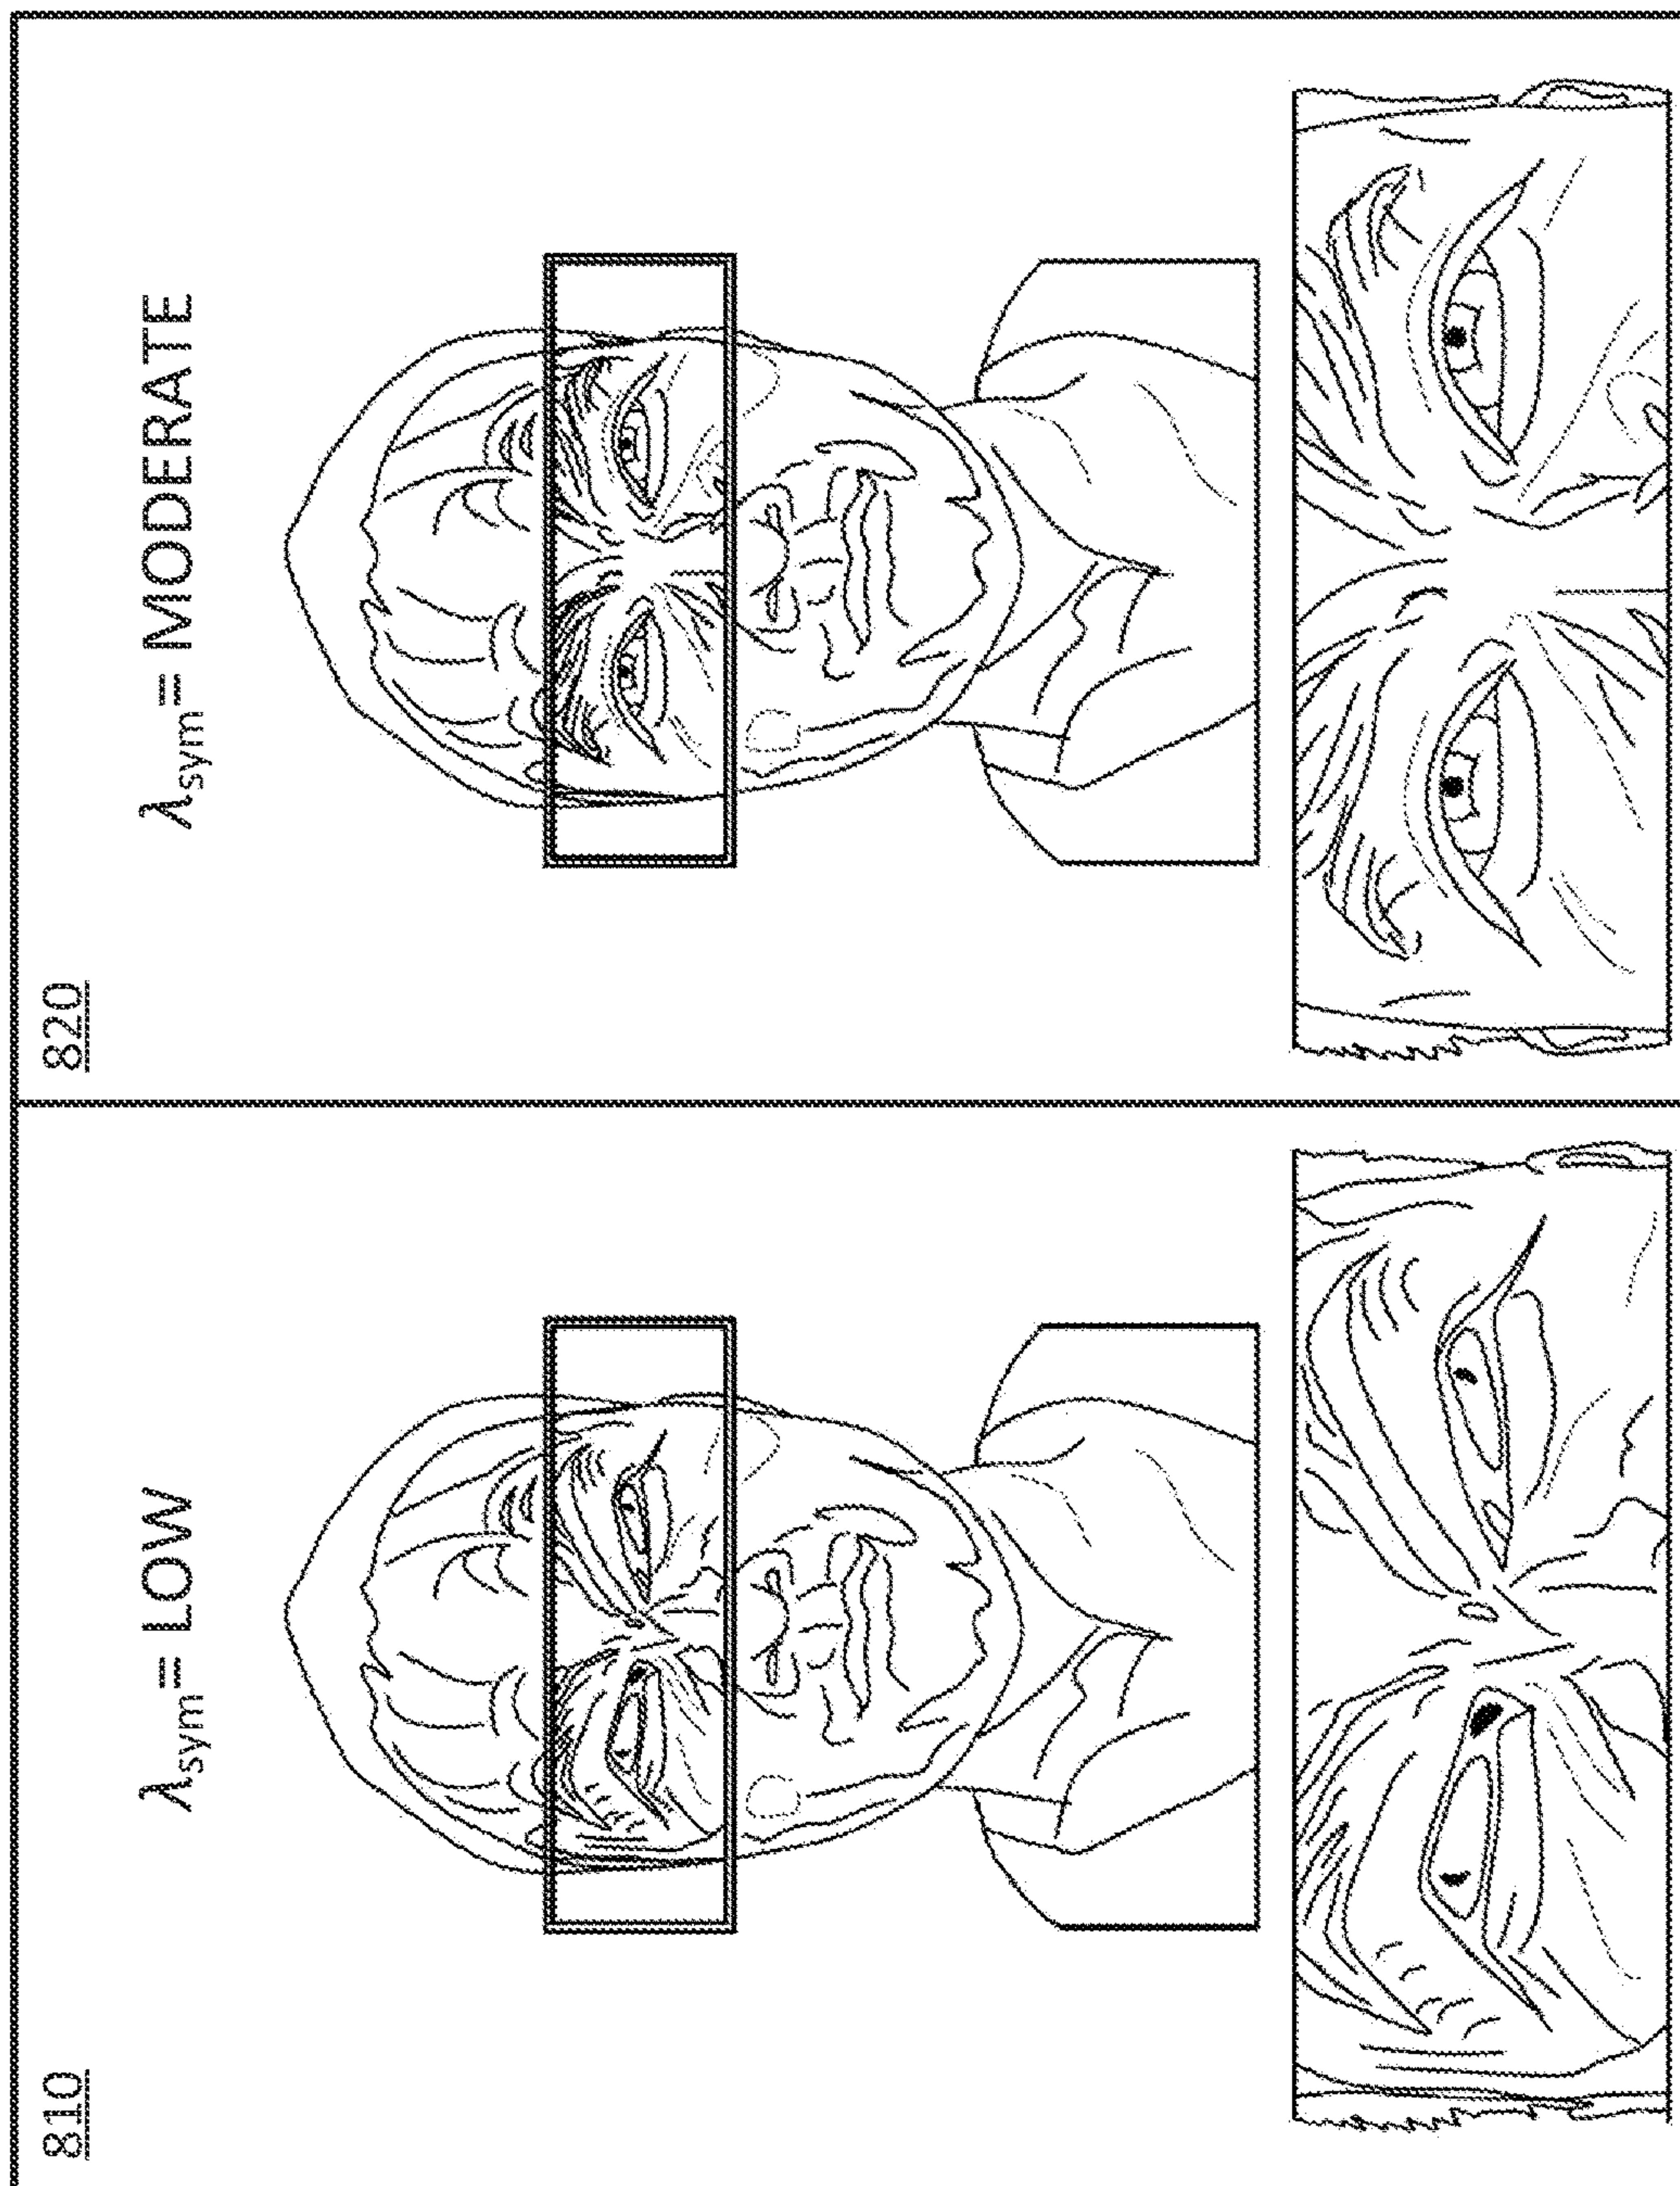 810
λsym= LOW
820
λsym= MODERATE